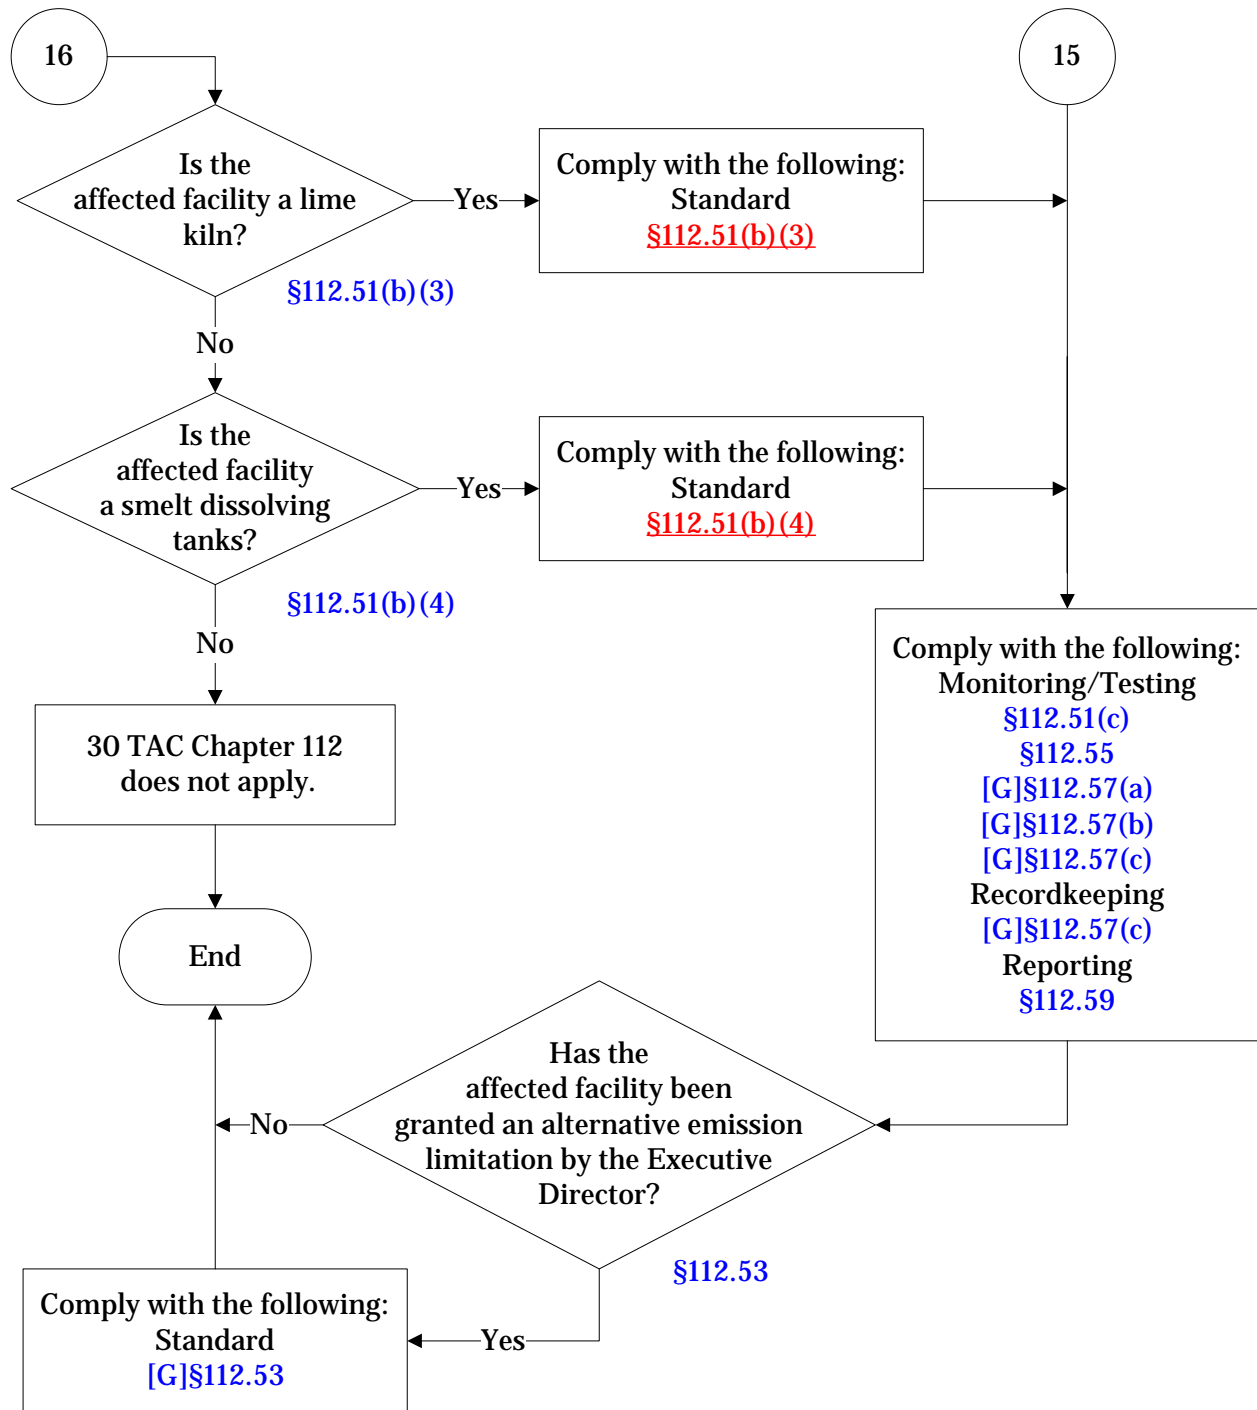 16
15
Is the
affected facility a lime
kiln?
Yes
Comply with the following:
Standard
§112.51(b)(3)
§112.51(b)(3)
No
Is the
affected facility
a smelt dissolving
tanks?
Yes
Comply with the following:
Standard
§112.51(b)(4)
§112.51(b)(4)
No
30 TAC Chapter 112
does not apply.
End
Comply with the following:
Monitoring/Testing
§112.51(c)
§112.55
[G]§112.57(a)
[G]§112.57(b)
[G]§112.57(c)
Recordkeeping
[G]§112.57(c)
Reporting
§112.59
Has the
affected facility been
granted an alternative emission
limitation by the Executive
Director?
No
§112.53
Yes
Comply with the following:
Standard
[G]§112.53